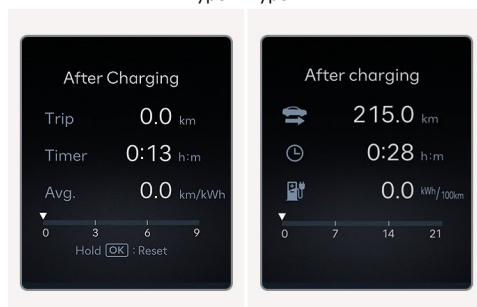 After Charging
Trip 0.0 km
Timer 0:13 h:m
Avg. 0.0 km/kWh
0 3 6 9
Hold OK : Reset
After charging
215.0 km
0:28 h:m
0.0 kWh/100km
0 7 14 21